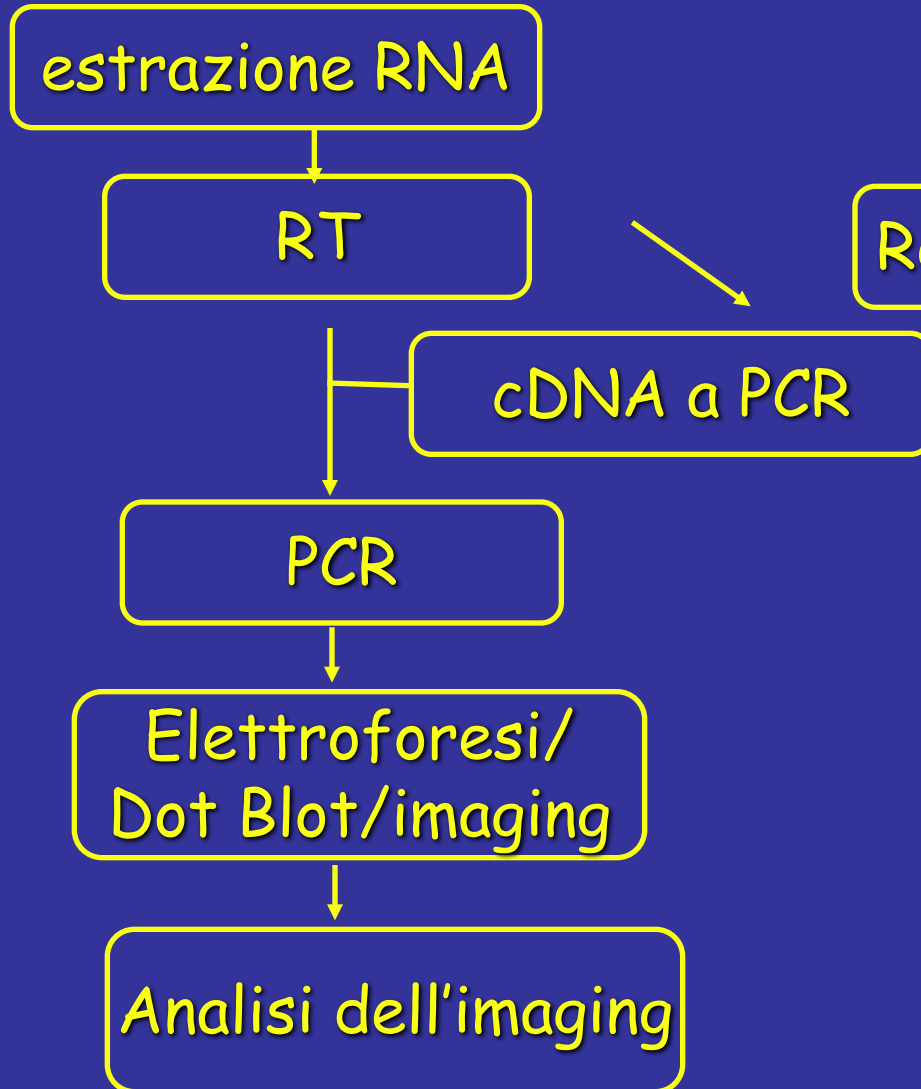 estrazione RNA
RT
cDNA a PCR
PCR
Elettroforesi/
Dot Blot/imaging
Analisi dell'imaging